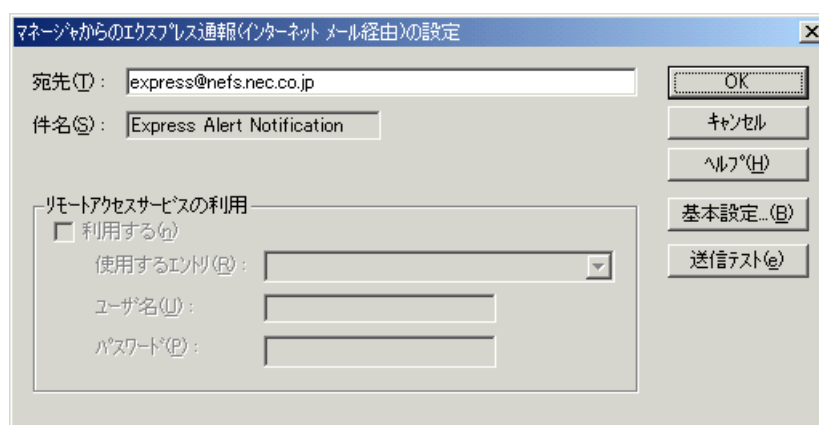 マネージャからのエクスプレス通報(インターネット メール経由)の設定
宛先(T): express@nefs.nec.co.jp
OK
件名(S): Express Alert Notification
キャンセル
ヘルプ(H)
リモートアクセスサービスの利用
基本設定...(B)
利用する(n)
使用するエントリ(R):
送信テスト(e)
ユーザ名(U):
パスワード(P):